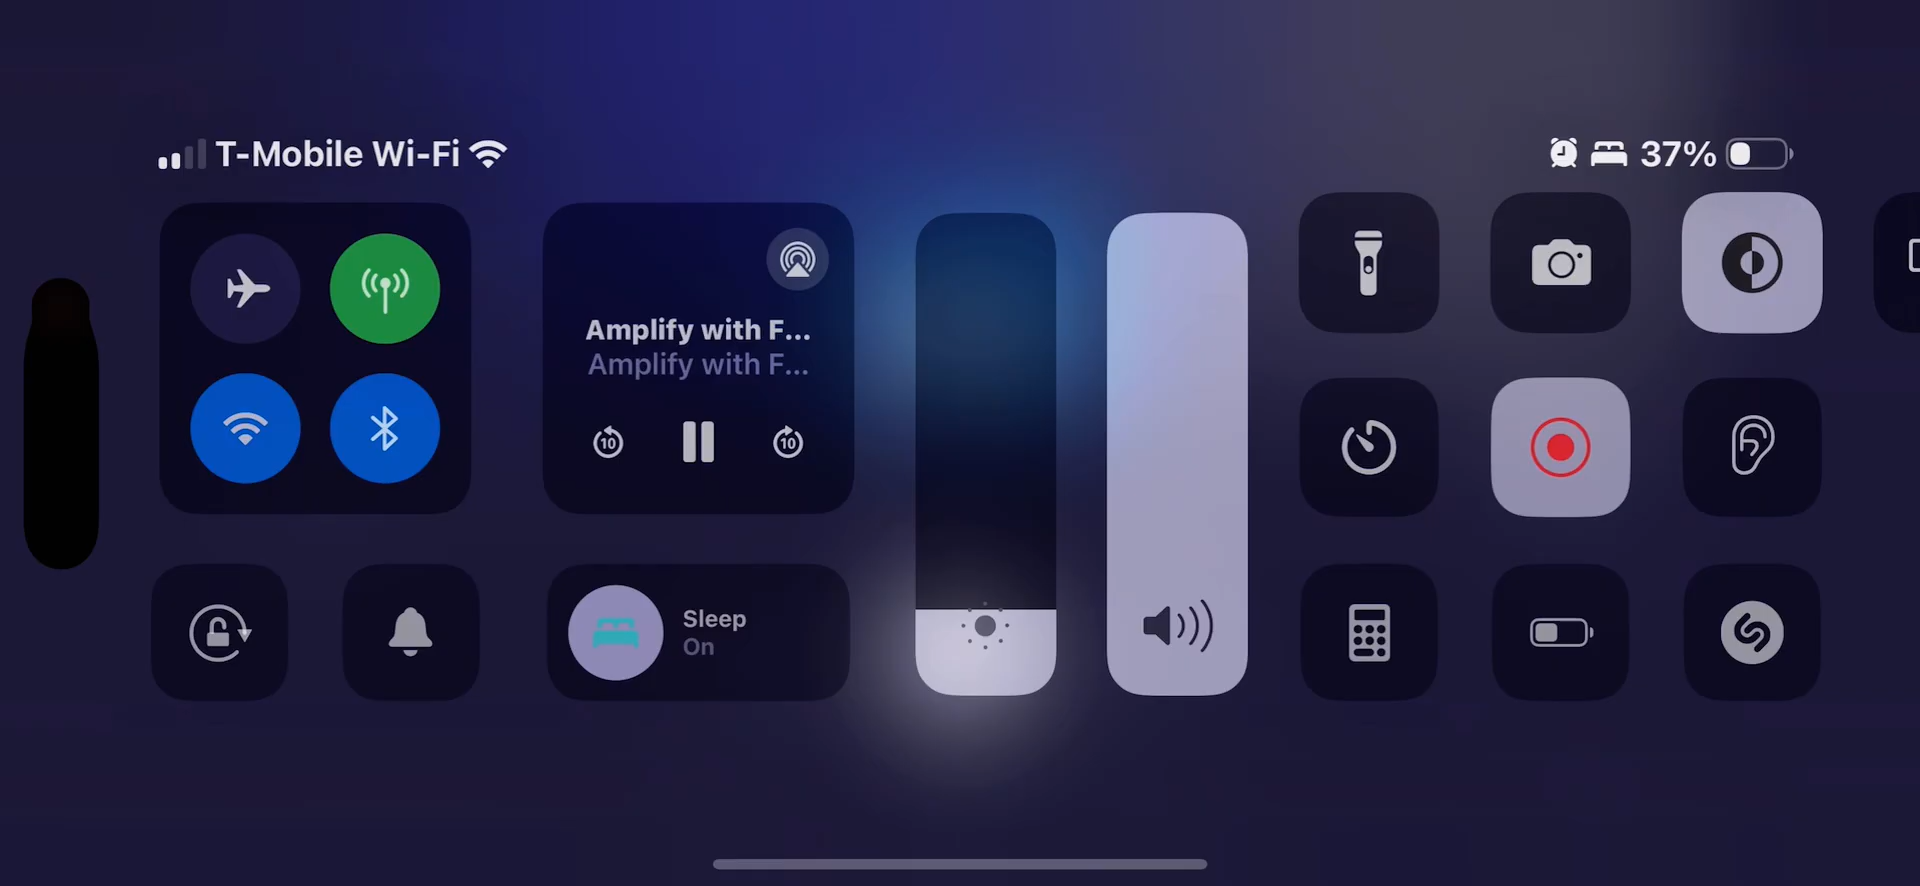 T-Mobile Wi-Fi
37%
Amplify with F...
Amplify with F...
10
10
Sleep
On